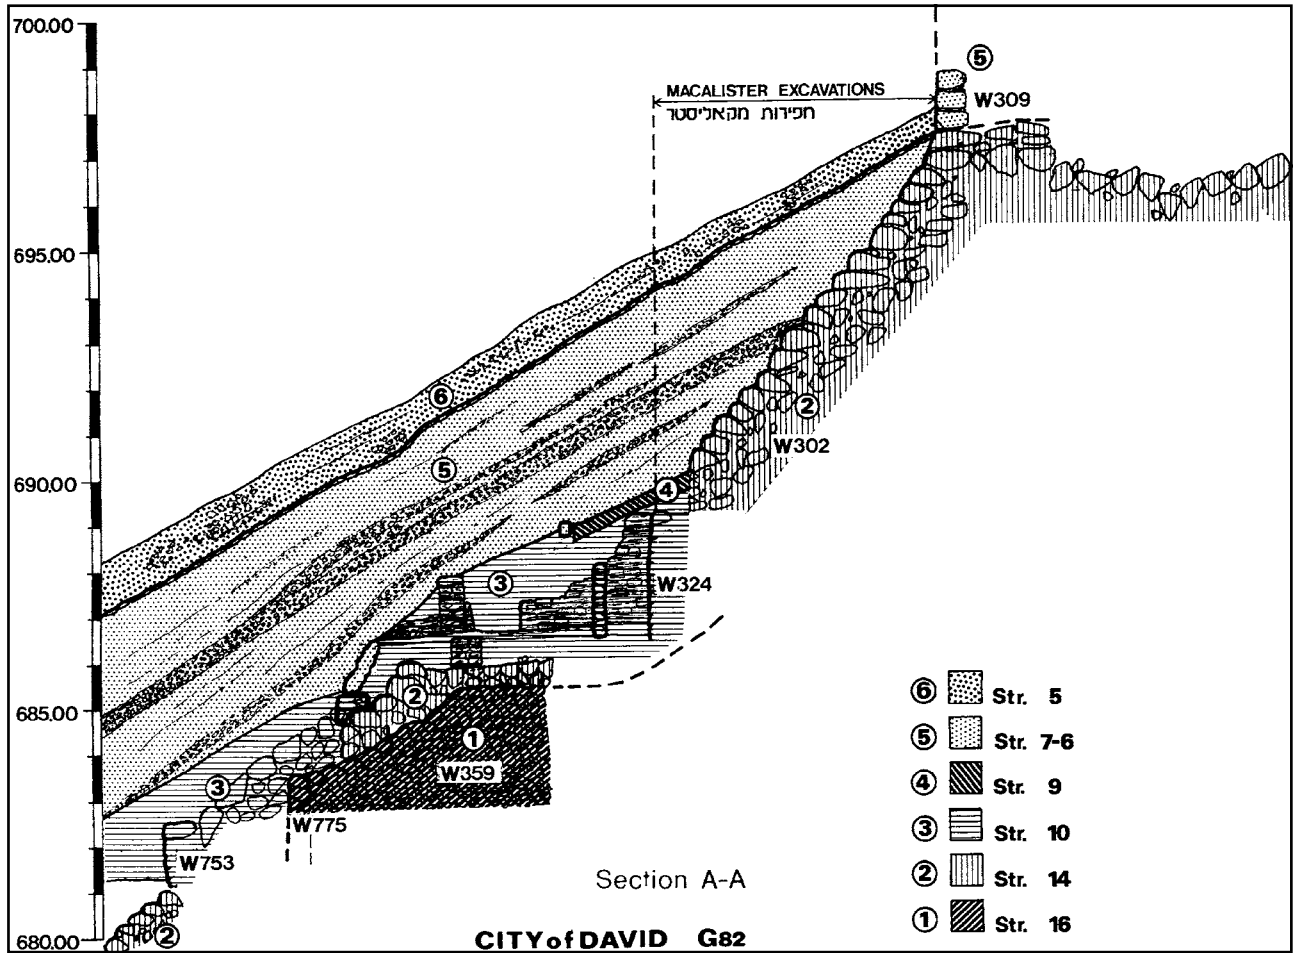 700.00
⑤
MACALISTER EXCAVATIONS
W309
חפירות מקאליסטר
695.00
⑥
②
W302
⑤
690.00
④
③
W324
⑥ Str. 5
②
685.00
⑤ Str. 7-6
①
W359
④ Str. 9
③
W775
③ Str. 10
W753
Section A-A
② Str. 14
① Str. 16
②
680.00
CITY of DAVID G82